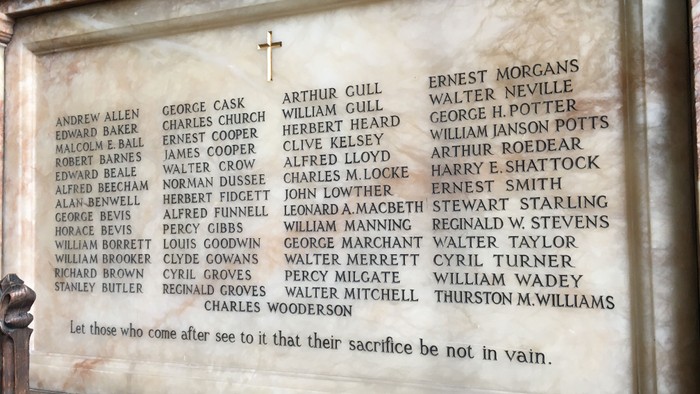 ANDREW ALLEN
EDWARD BAKER
MALCOLM E. BALL
ROBERT BARNES
EDWARD BEALE
ALFRED BEECHAM
ALAN BENWELL
GEORGE BEVIS
HORACE BEVIS
WILLIAM BORRETT
WILLIAM BROOKER
RICHARD BROWN
STANLEY BUTLER
GEORGE CASK
CHARLES CHURCH
ERNEST COOPER
JAMES COOPER
WALTER CROW
NORMAN DUSSEE
HERBERT FIDGETT
ALFRED FUNNELL
PERCY GIBBS
LOUIS GOODWIN
CLYDE GOWANS
CYRIL GROVES
REGINALD GROVES
ARTHUR GULL
WILLIAM GULL
HERBERT HEARD
CLIVE KELSEY
ALFRED LLOYD
CHARLES M. LOCKE
JOHN LOWTHER
LEONARD A. MACBETH
WILLIAM MANNING
GEORGE MARCHANT
WALTER MERRETT
PERCY MILGATE
WALTER MITCHELL
ERNEST MORGANS
WALTER NEVILLE
GEORGE H. POTTER
WILLIAM JANSON POTTS
ARTHUR ROEDEAR
HARRY E. SHATTOCK
ERNEST SMITH
STEWART STARLING
REGINALD W. STEVENS
WALTER TAYLOR
CYRIL TURNER
WILLIAM WADEY
THURSTON M. WILLIAMS
CHARLES WOODERSON
Let those who come after see to it that their sacrifice be not in vain.